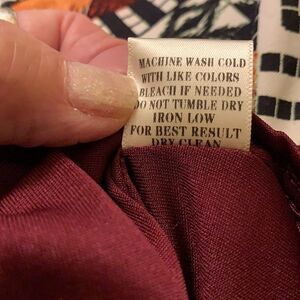 MACHINE WASH COLD
WITH LIKE COLORS
BLEACH IF NEEDED
DO NOT TUMBLE DRY
IRON LOW
FOR BEST RESULT
DRY CLEAN